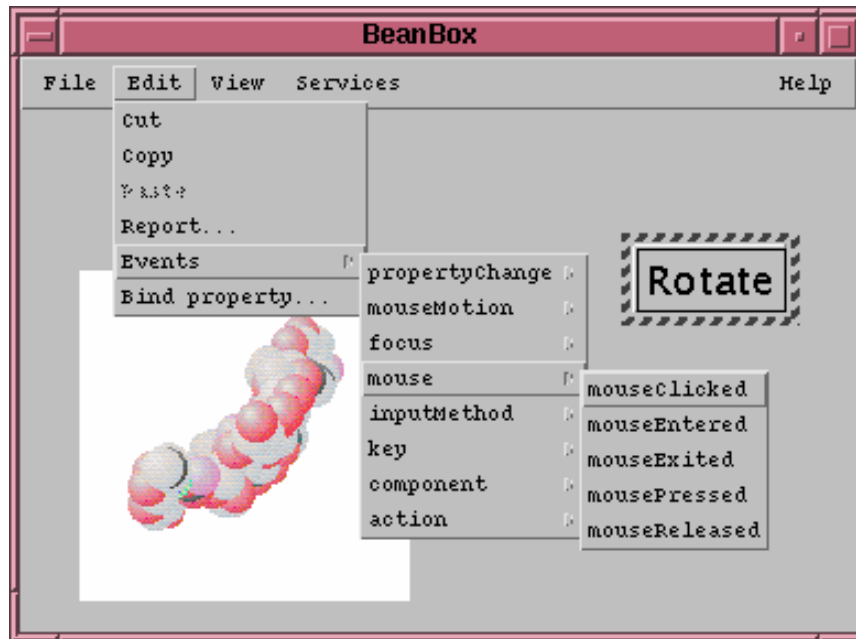 BeanBox
File Edit View Services Help
Cut
Copy
Paste
Report...
Events
Bind property...
propertyChange
mouseMotion
focus
mouse
inputMethod
key
component
action
mouseClicked
mouseEntered
mouseExited
mousePressed
mouseReleased
Rotate